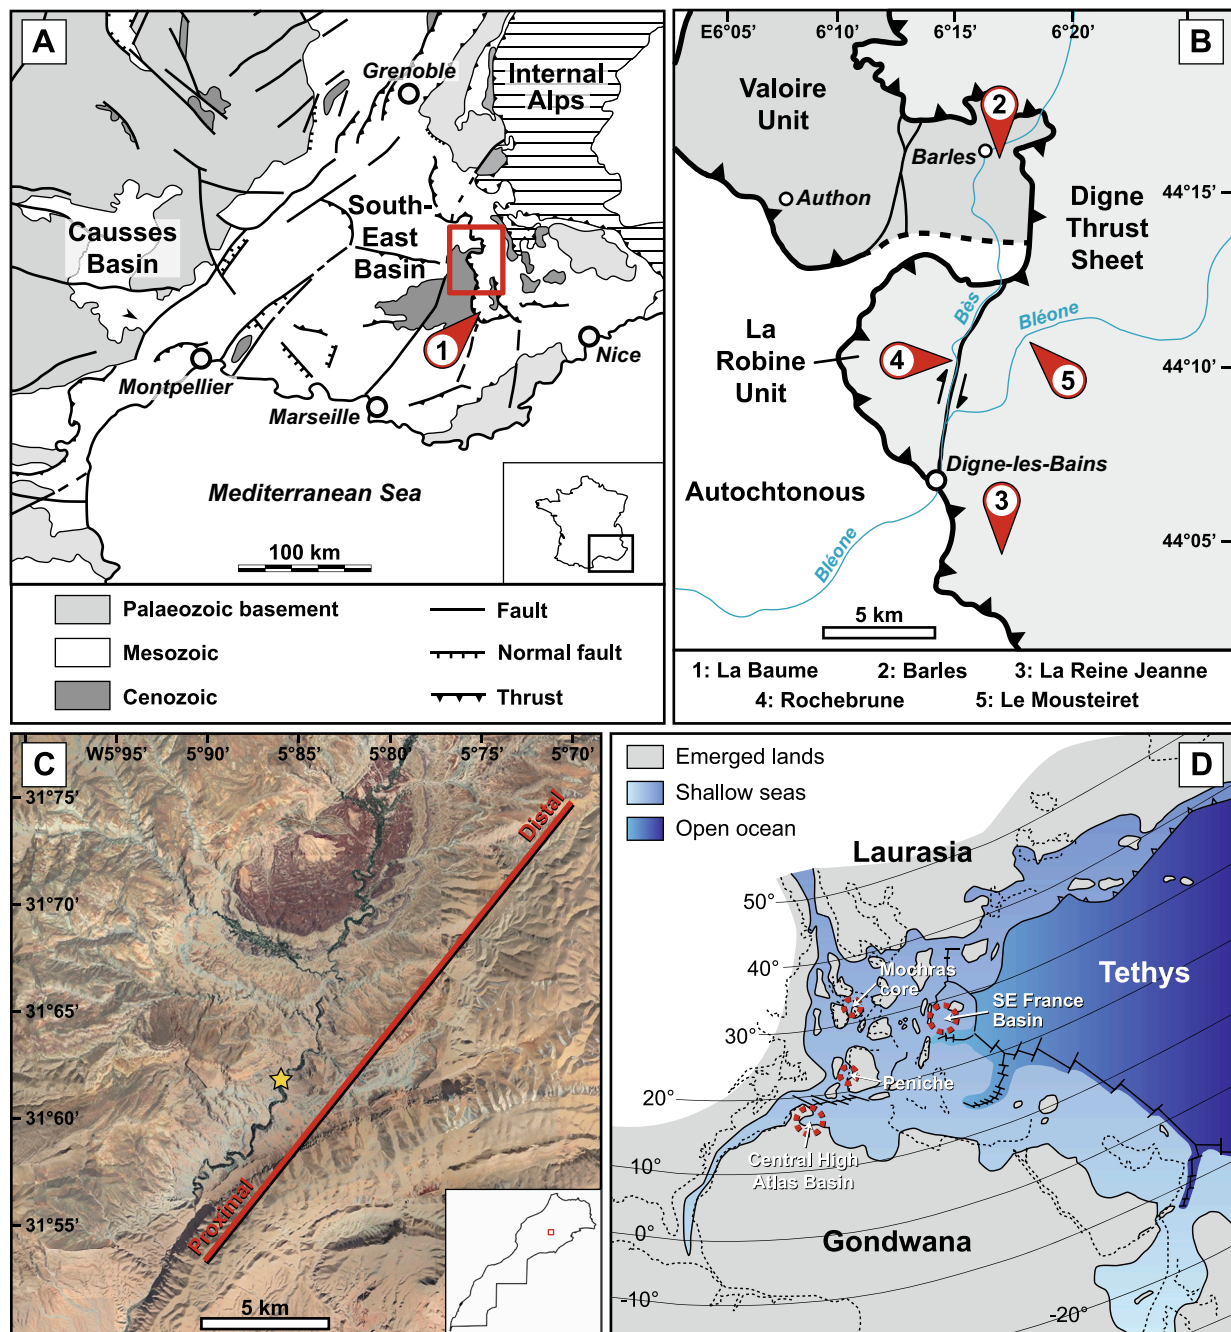 A
Grenoble
Internal
Alps
South-
East
Basin
Causses
Basin
1
Nice
Montpellier
Marseille
Mediterranean Sea
100 km
Palaeozoic basement
Mesozoic
Cenozoic
Fault
Normal fault
Thrust
B
E6°05’ 6°10’ 6°15’ 6°20’
Valoire
Unit
2
Barles
Authon
44°15’
Digne
Thrust
Sheet
Bès
Bléone
La
Robine
Unit
4
5
44°10’
Digne-les-Bains
Autochtonous
3
Bléone
44°05’
5 km
1: La Baume 2: Barles 3: La Reine Jeanne
4: Rochebrune 5: Le Mousteiret
C
W5°95’ 5°90’ 5°85’ 5°80’ 5°75’ 5°70’
31°75’
31°70’
31°65’
31°60’
31°55’
Distal
Proximal
5 km
D
Emerged lands
Shallow seas
Open ocean
Laurasia
50°
40°
30°
20°
10°
0°
-10°
-20°
Mochras
core
Tethys
SE France
Basin
Peniche
Central High
Atlas Basin
Gondwana